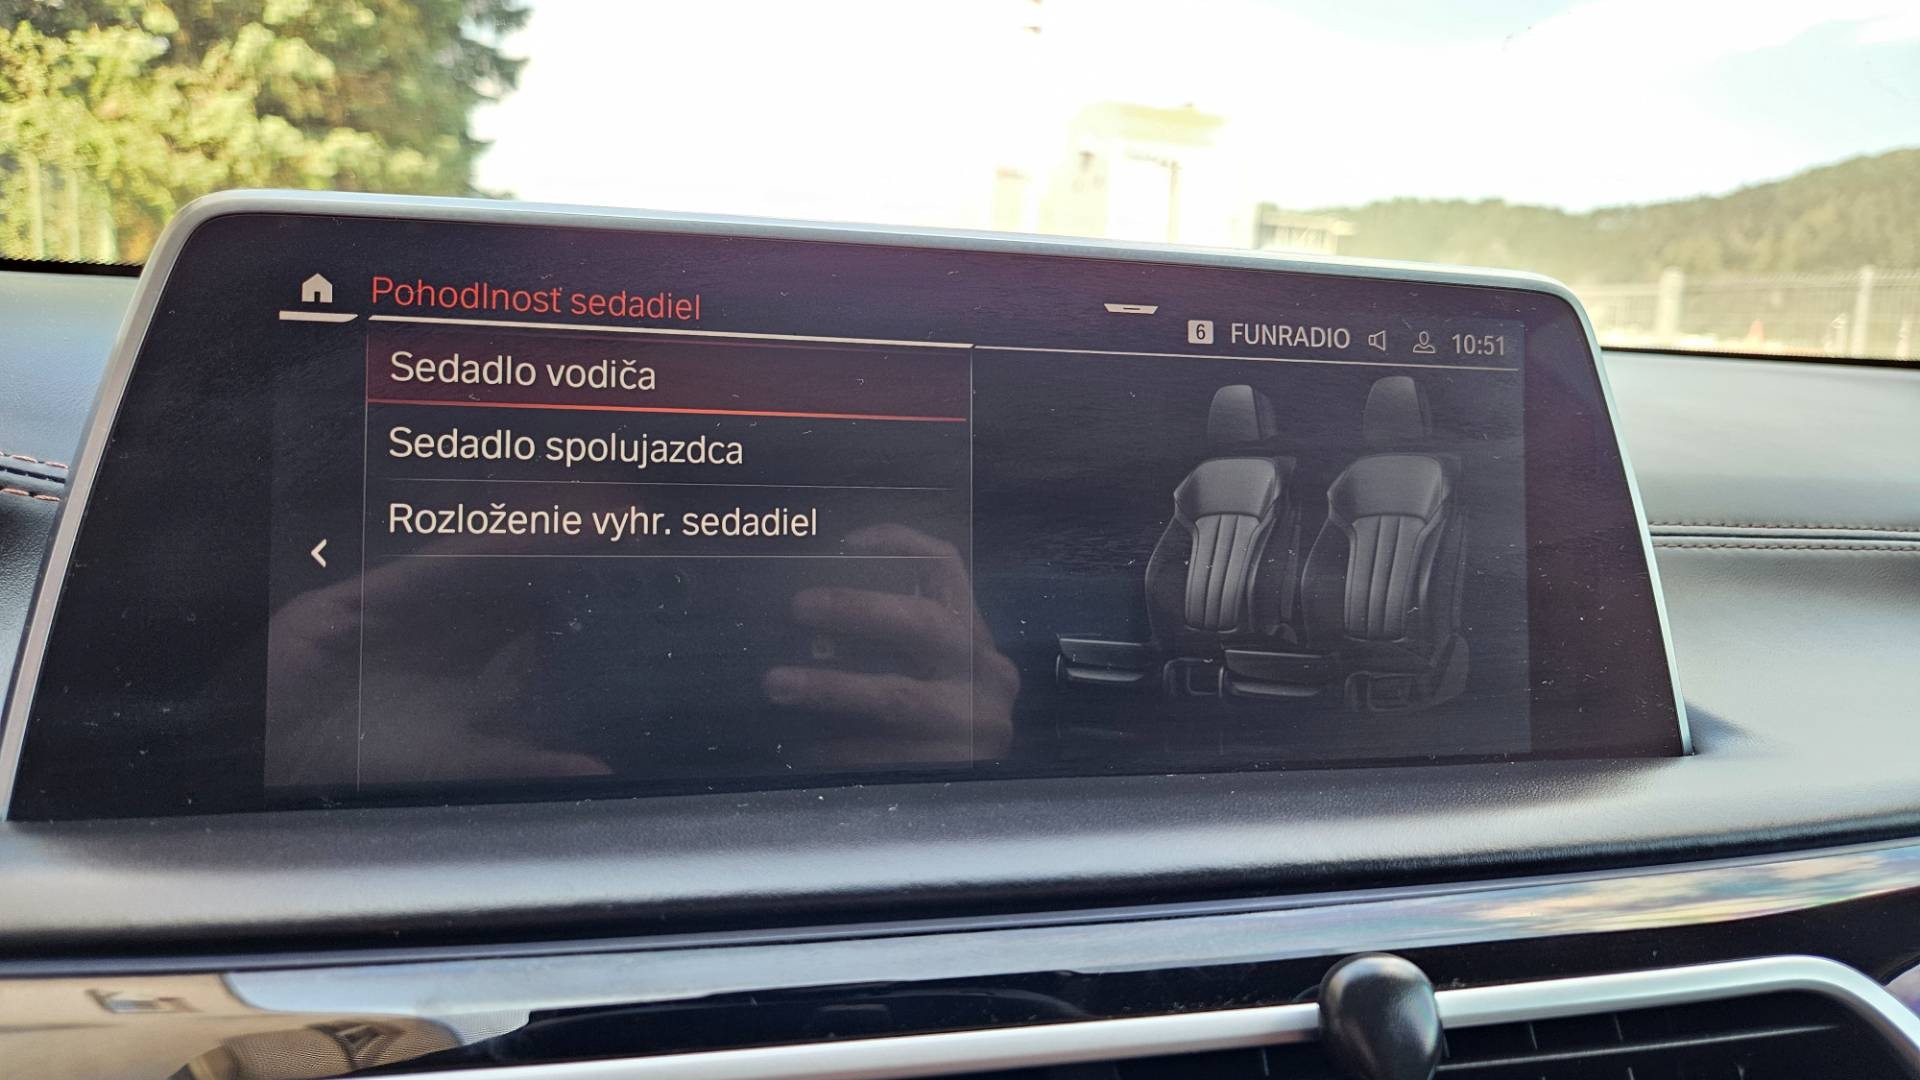 Pohodlnosť sedadiel
6 FUNRADIO 10:51
Sedadlo vodiča
Sedadlo spolujazdca
Rozloženie vyhr. sedadiel